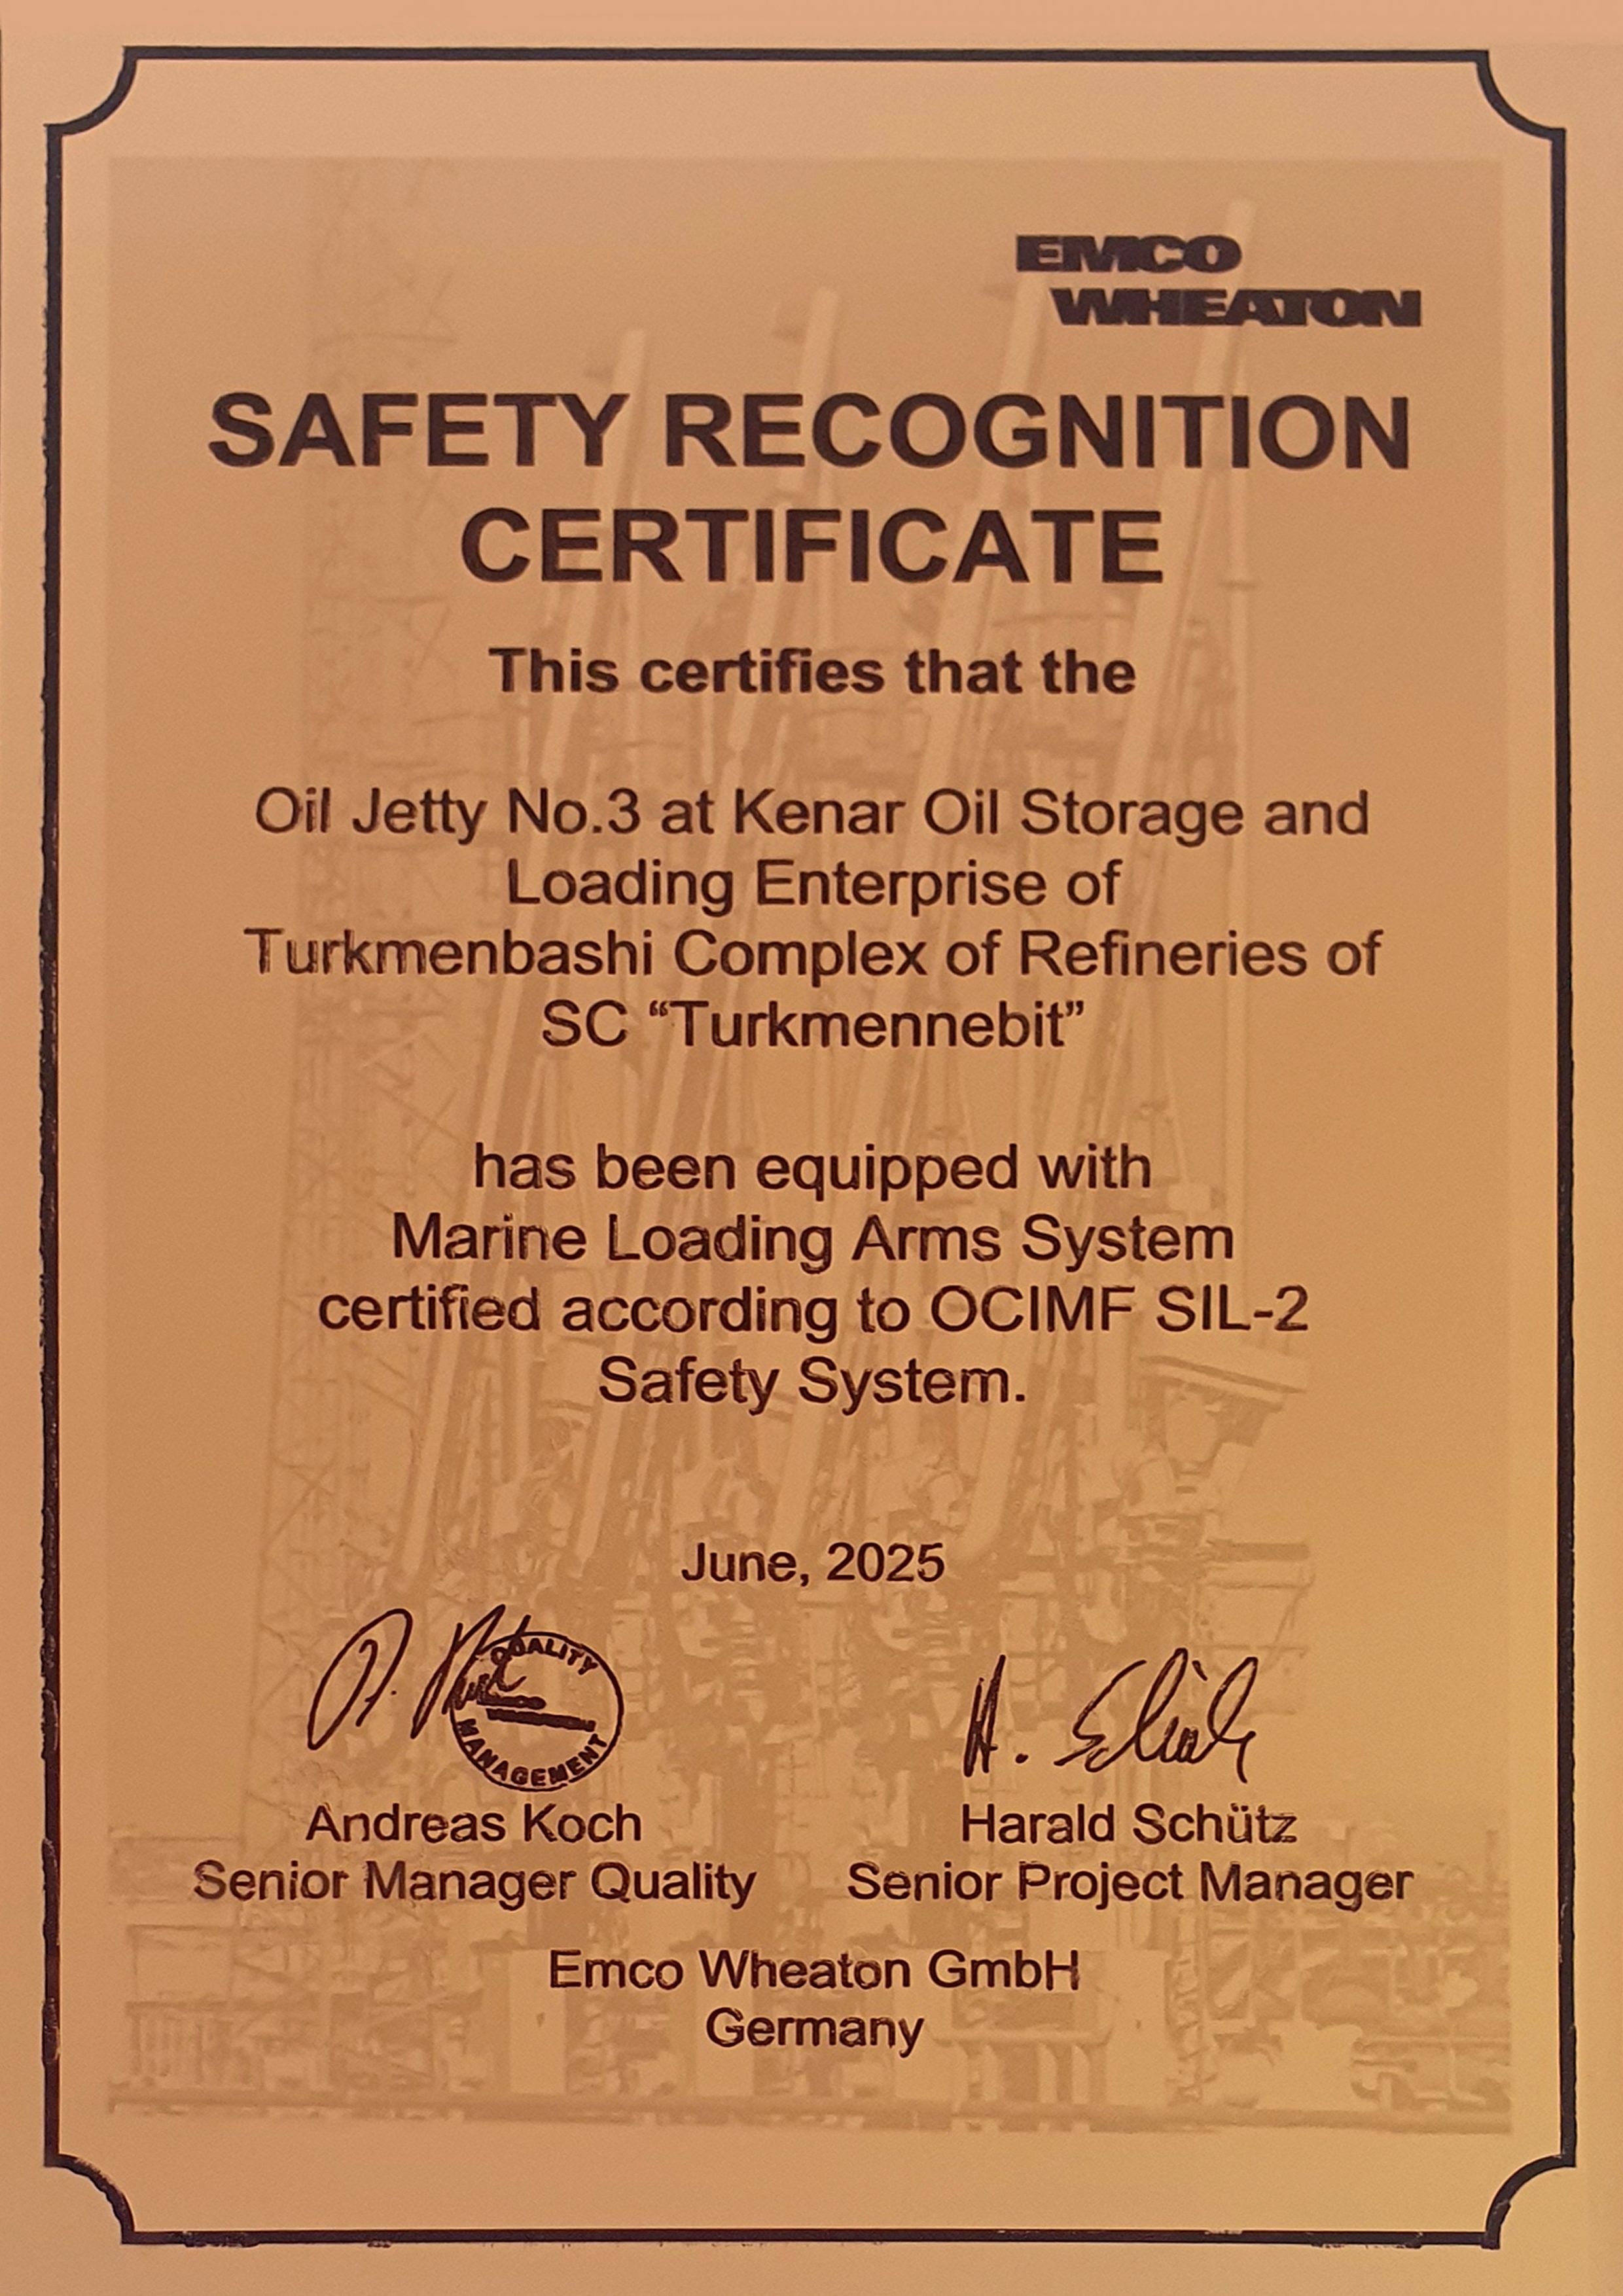 EMCO
WHEATON
SAFETY RECOGNITION
CERTIFICATE
This certifies that the
Oil Jetty No.3 at Kenar Oil Storage and
Loading Enterprise of
Turkmenbashi Complex of Refineries of
SC “Turkmennebit”
has been equipped with
Marine Loading Arms System
certified according to OCIMF SIL-2
Safety System.
June, 2025
QUALITY
MANAGEMENT
Andreas Koch
Harald Schütz
Senior Manager Quality
Senior Project Manager
Emco Wheaton GmbH
Germany